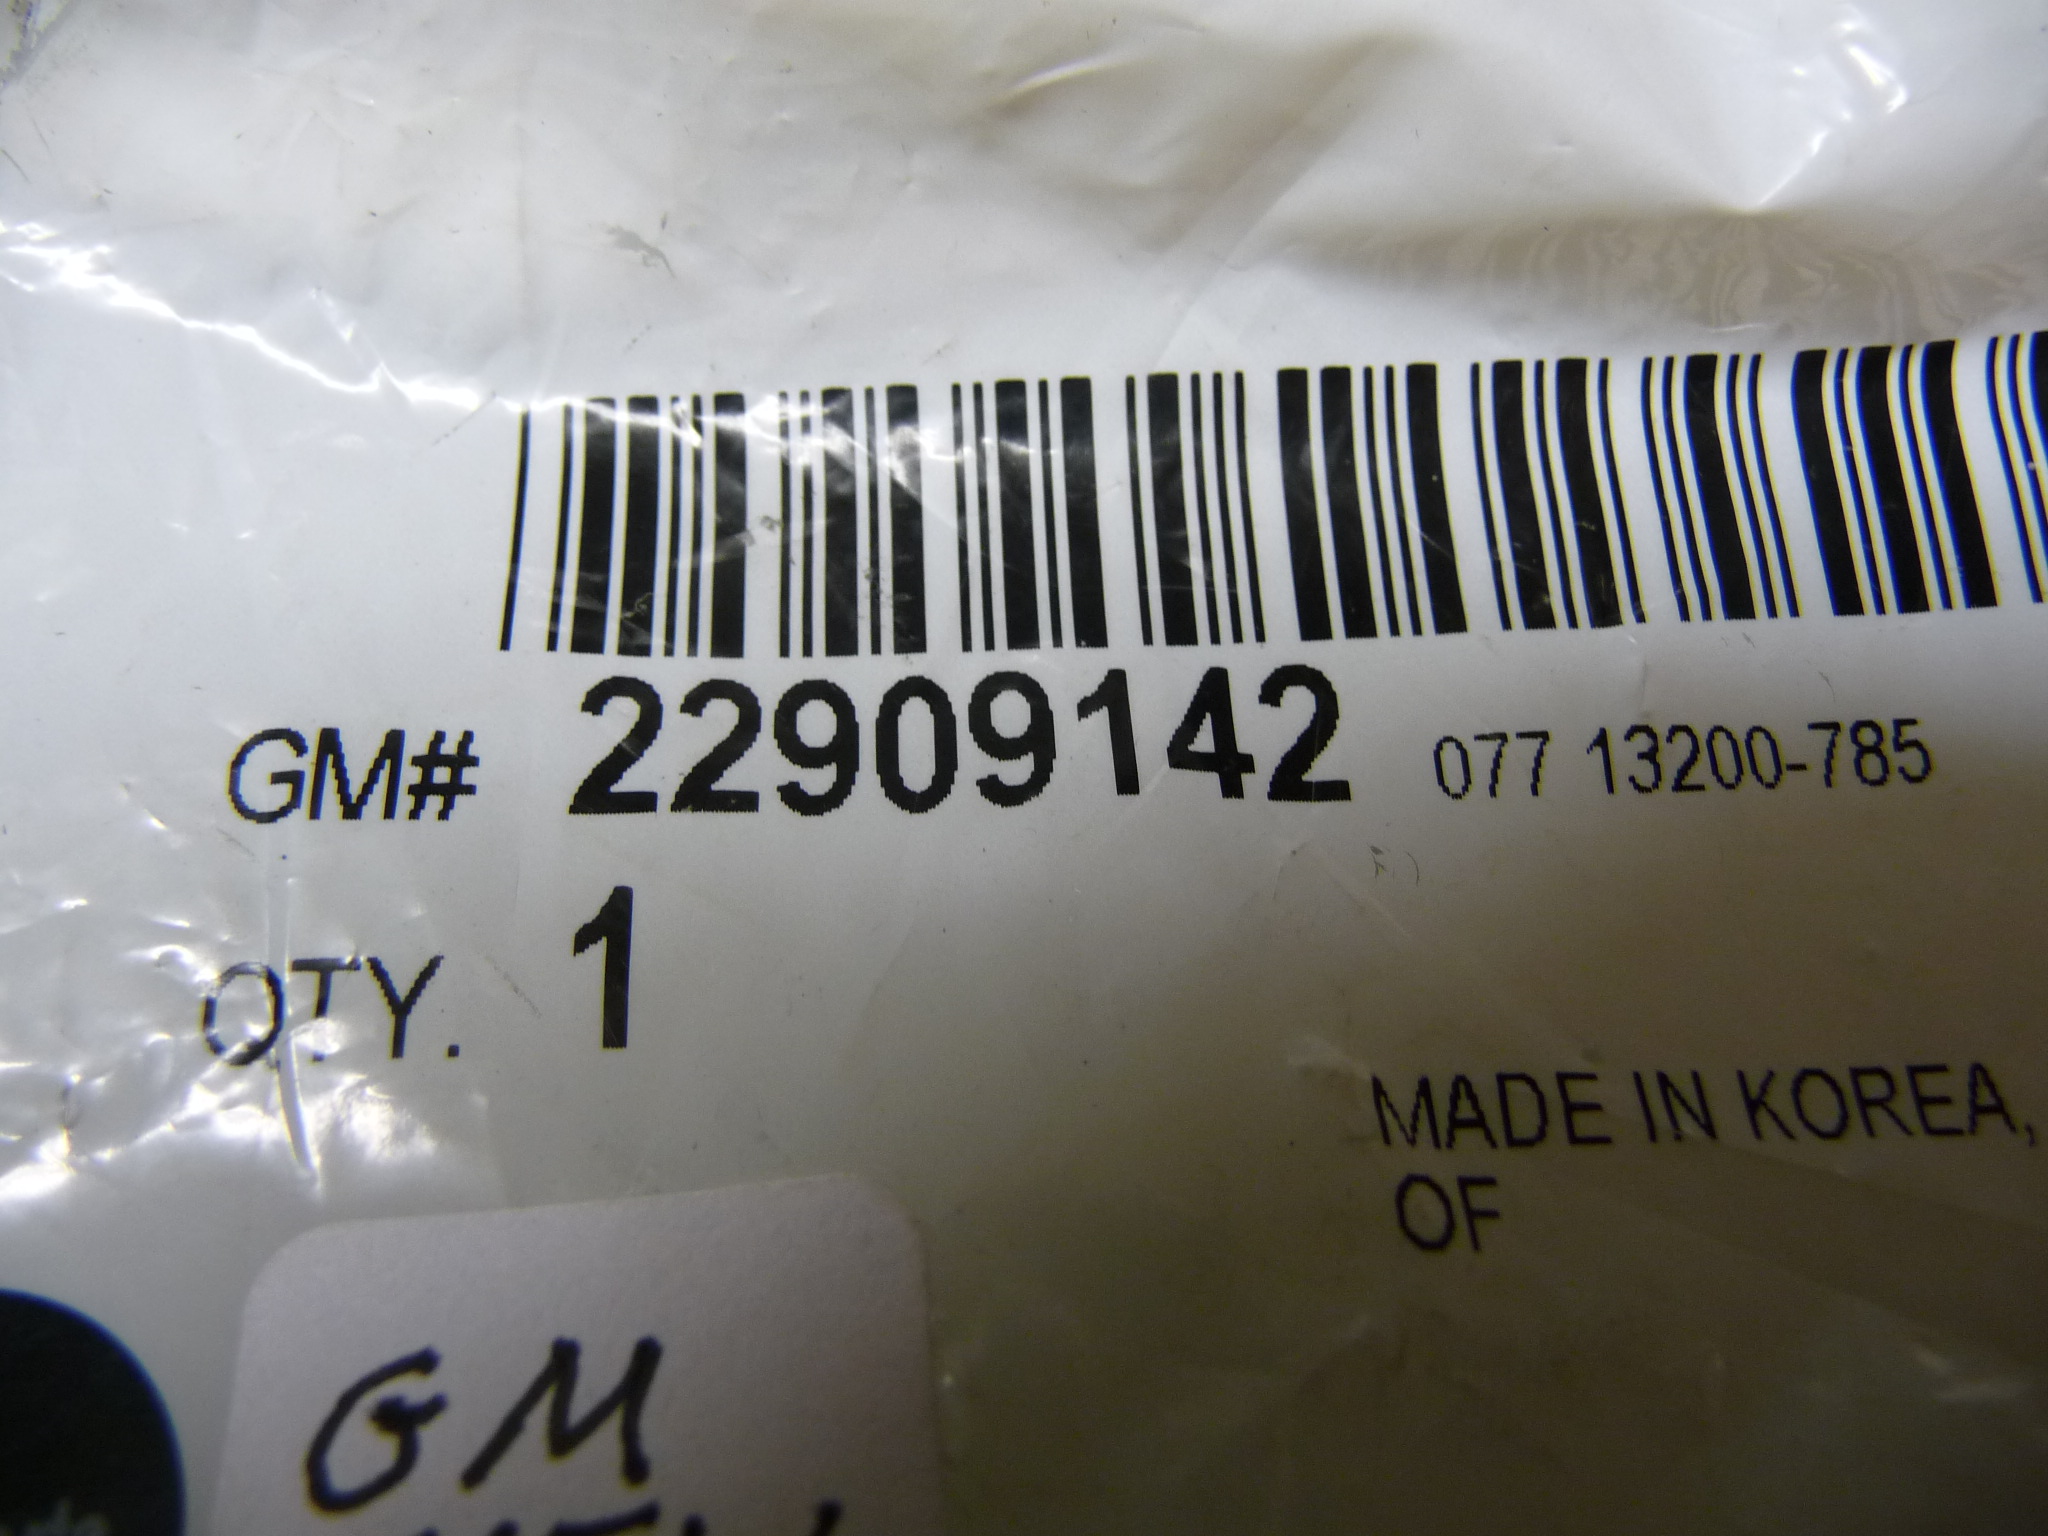 GM# 22909142 077 13200-785
QTY. 1
MADE IN KOREA,
OF
GM